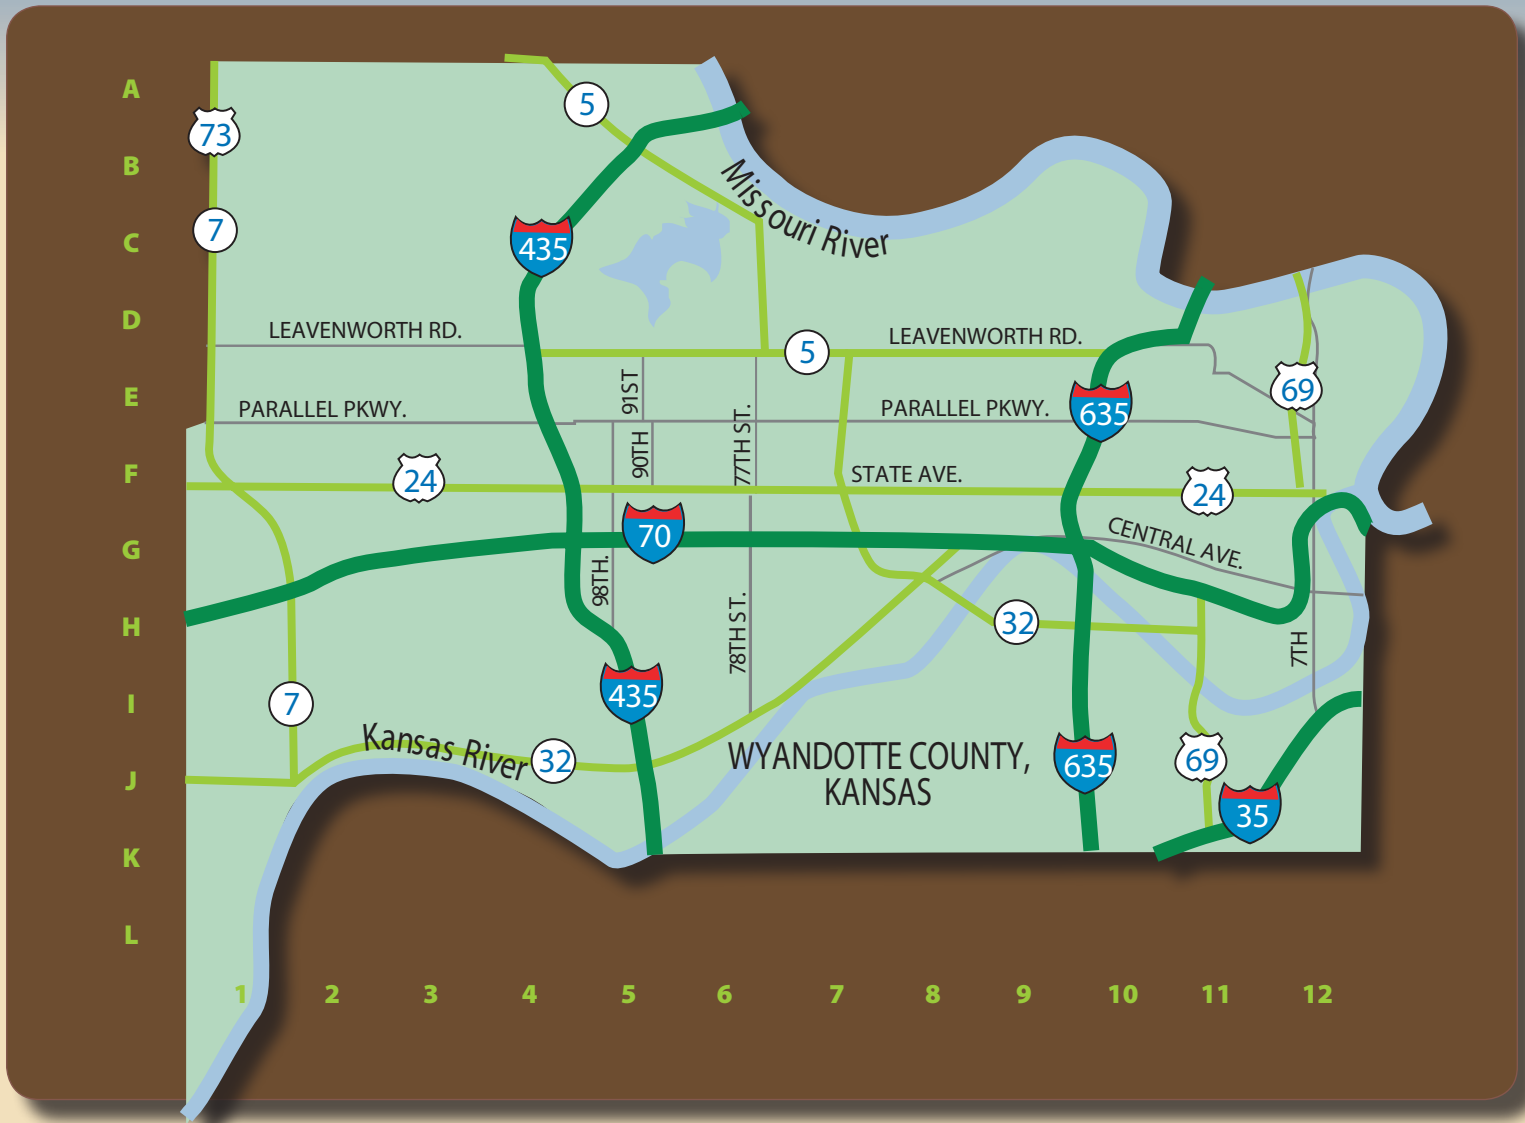 A
5
73
B
Missouri River
7
C
435
D
LEAVENWORTH RD.
LEAVENWORTH RD.
5
E
91ST
69
PARALLEL PKWY.
PARALLEL PKWY.
635
77TH ST.
90TH
F
24
STATE AVE.
24
70
CENTRAL AVE.
G
98TH.
H
78TH ST.
32
7TH
I
7
435
Kansas River
32
WYANDOTTE COUNTY,
KANSAS
635
69
J
35
K
L
1 2 3 4 5 6 7 8 9 10 11 12